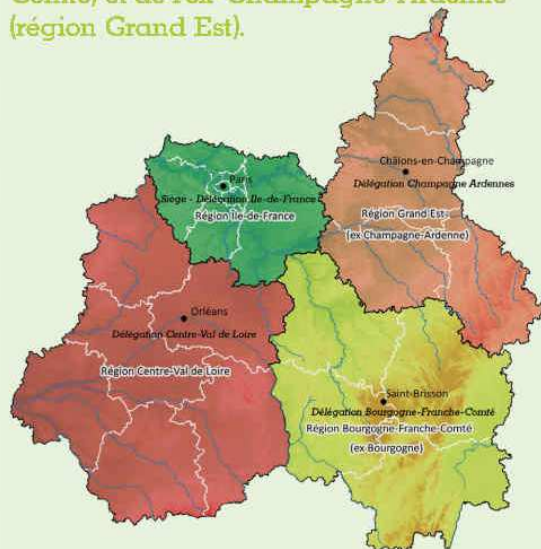 (région Grand Est).
Châlons-en-Champagne
Délégation Champagne Ardennes
Région Grand Est
(ex Champagne-Ardenne)
Paris
Siège - Délégation Ile-de-France
Région Ile-de-France
Orléans
Délégation Centre-Val de Loire
Région Centre-Val de Loire
Saint-Brisson
Délégation Bourgogne-Franche-Comté
Région Bourgogne-Franche-Comté
(ex Bourgogne)